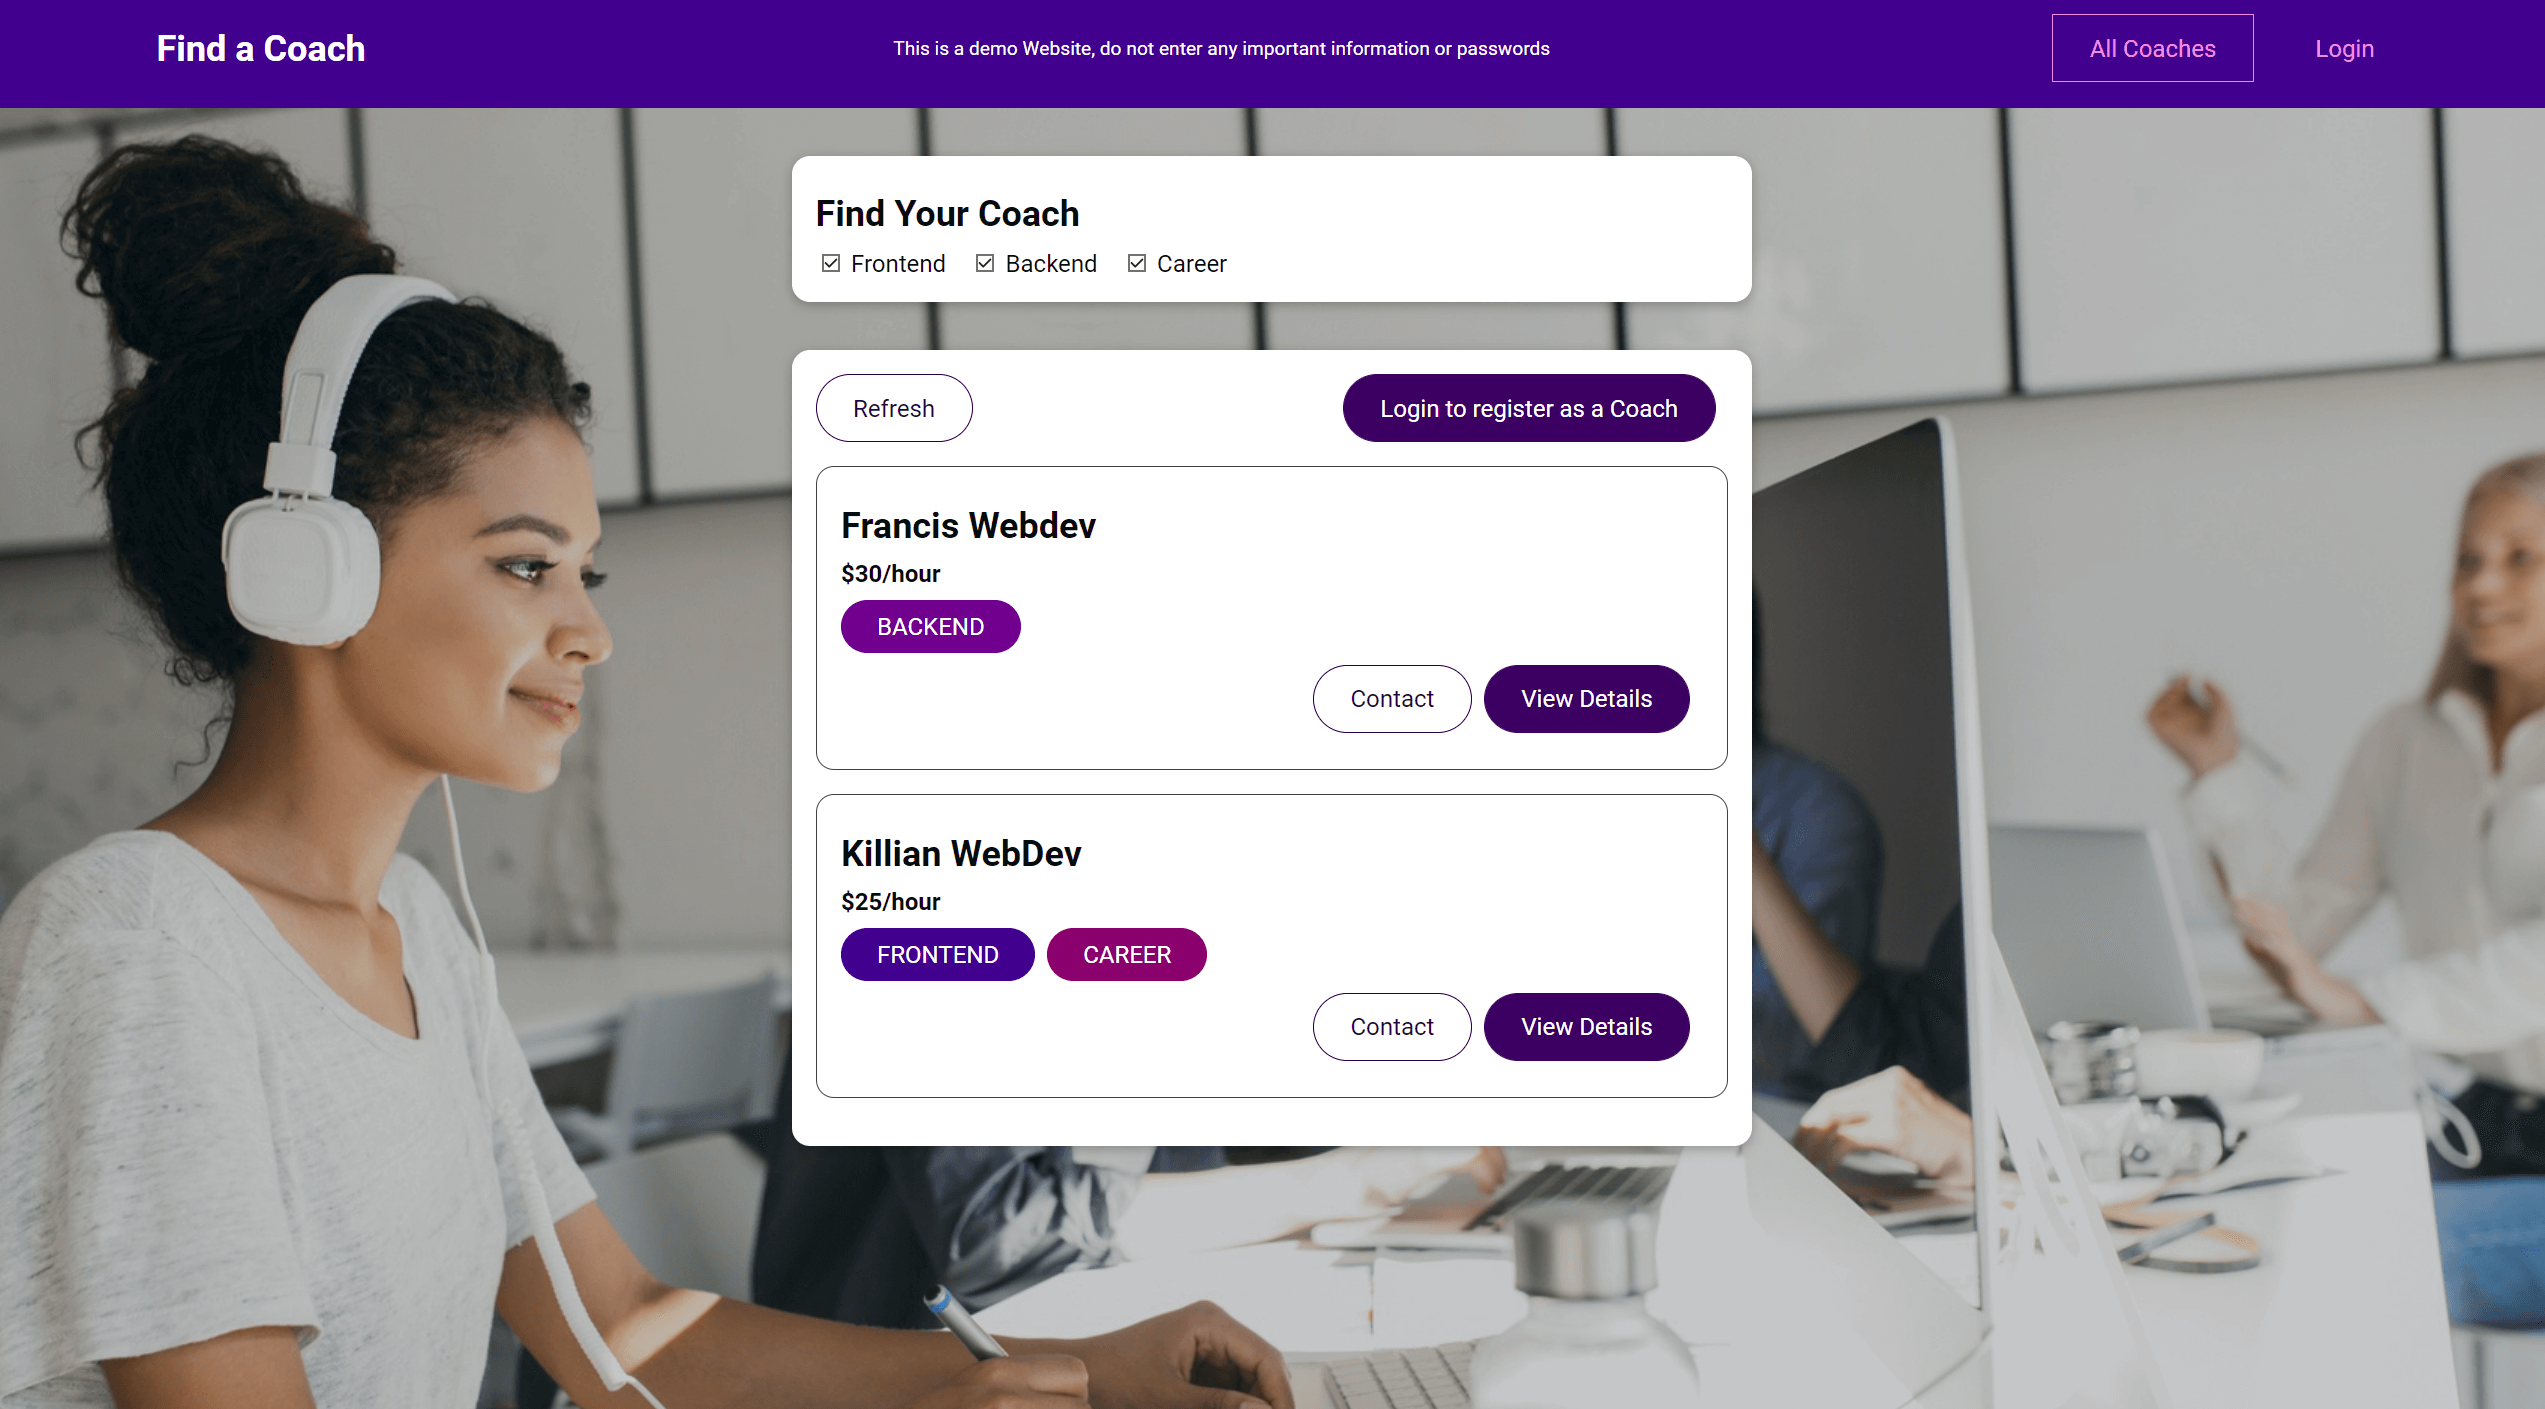 Find a Coach
This is a demo Website, do not enter any important information or passwords
All Coaches
Login
Find Your Coach
Frontend
Backend
Career
Refresh
Login to register as a Coach
Francis Webdev
$30/hour
BACKEND
Contact
View Details
Killian WebDev
$25/hour
FRONTEND
CAREER
Contact
View Details